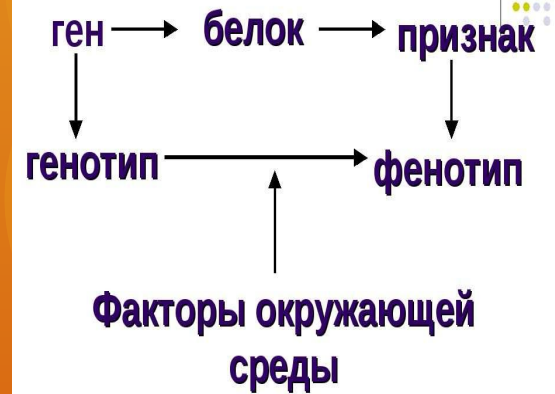 ген белок признак
генотип фенотип
Факторы окружающей
среды